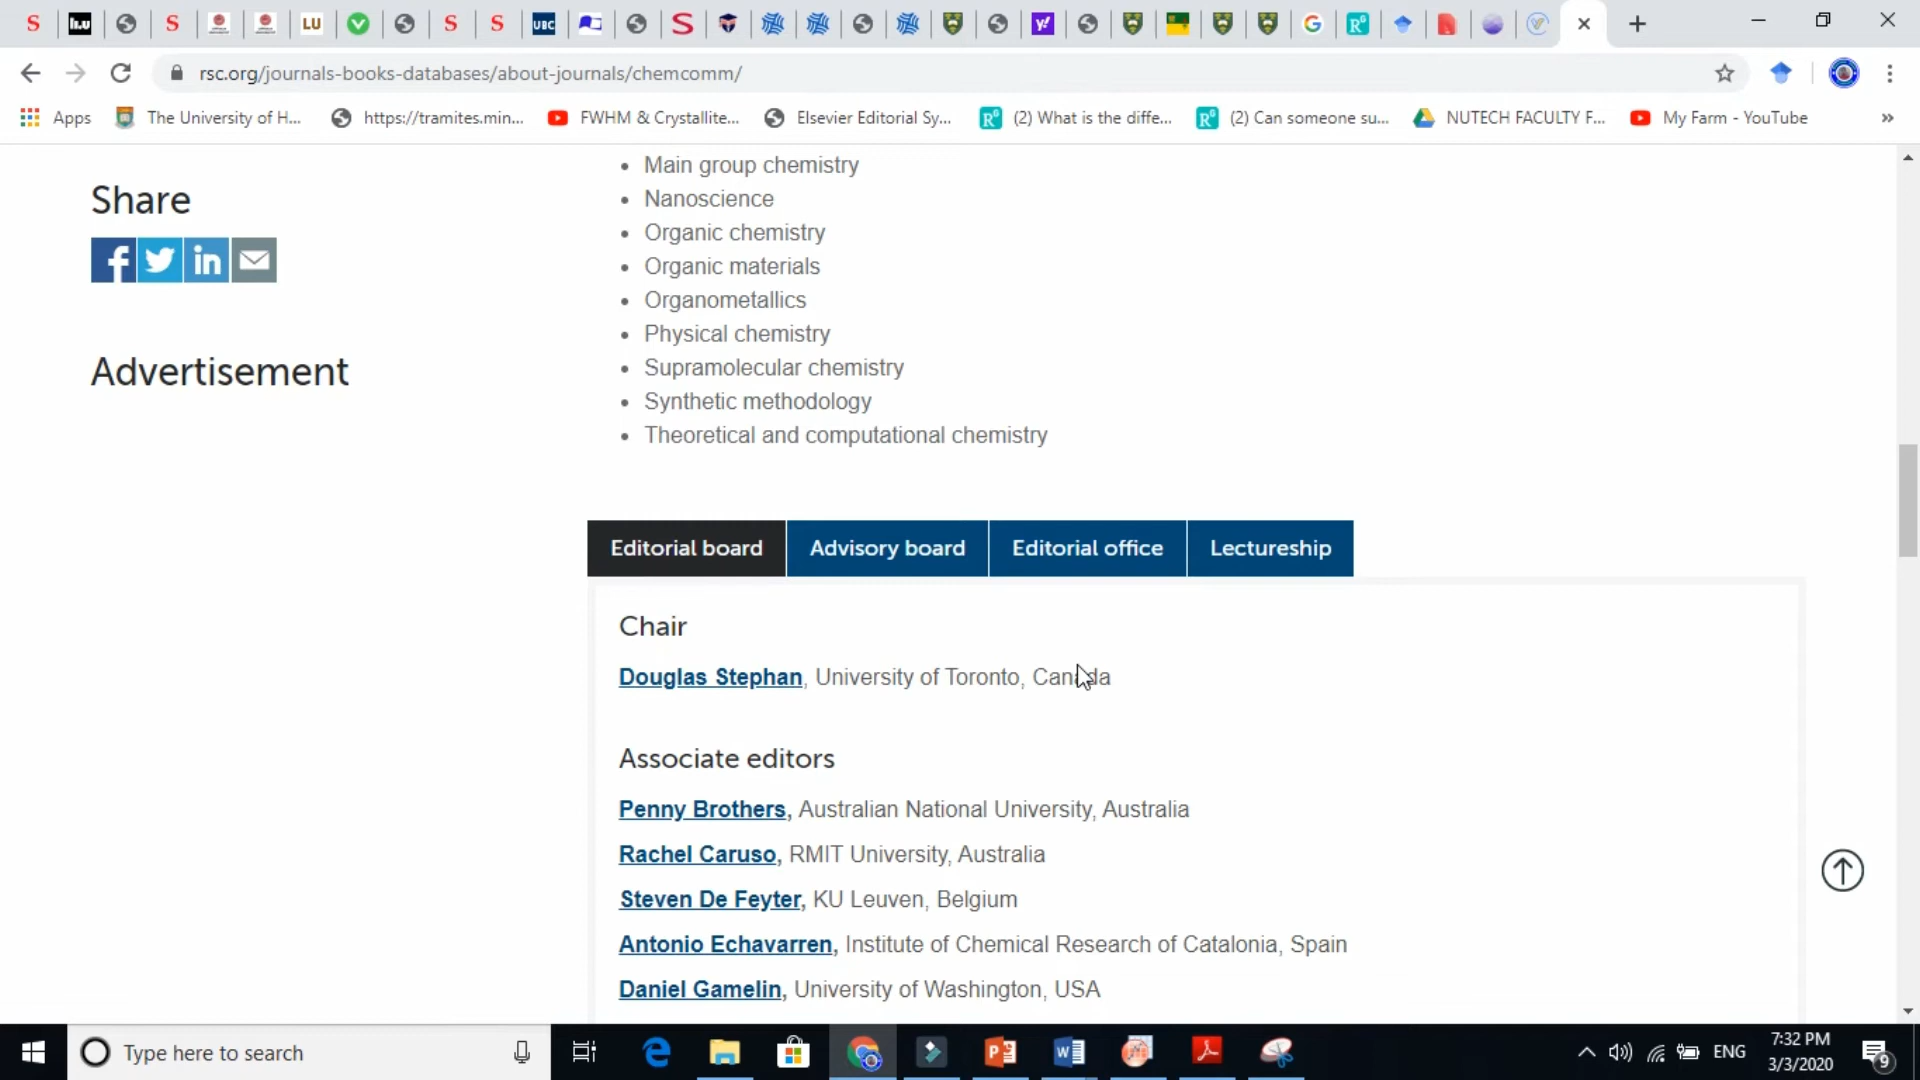 S
h.u
S
LU
S
S
UBC
S
y!
G
R
rsc.org/journals-books-databases/about-journals/chemcomm/
Apps
The University of H...
https://tramites.min...
FWHM & Crystallite...
Elsevier Editorial Sy...
(2) What is the diffe...
(2) Can someone su...
NUTECH FACULTY F...
My Farm - YouTube
»
Share
Advertisement
Main group chemistry
Nanoscience
Organic chemistry
Organic materials
Organometallics
Physical chemistry
Supramolecular chemistry
Synthetic methodology
Theoretical and computational chemistry
Editorial board
Advisory board
Editorial office
Lectureship
Chair
Douglas Stephan, University of Toronto, Canada
Associate editors
Penny Brothers, Australian National University, Australia
Rachel Caruso, RMIT University, Australia
Steven De Feyter, KU Leuven, Belgium
Antonio Echavarren, Institute of Chemical Research of Catalonia, Spain
Daniel Gamelin, University of Washington, USA
Type here to search
ENG
7:32 PM
3/3/2020
9